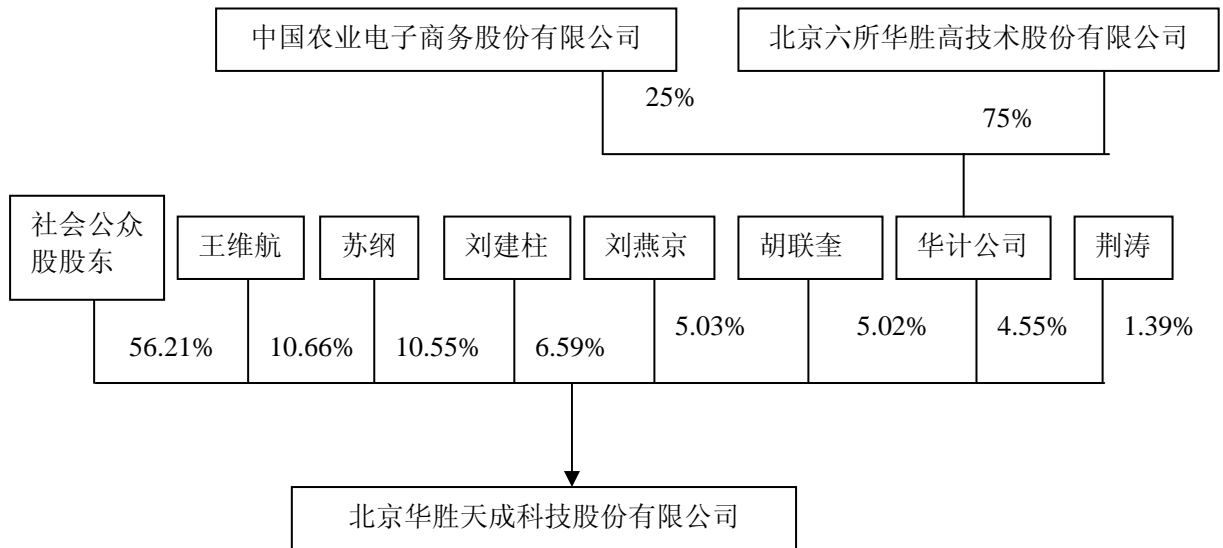 中国农业电子商务股份有限公司
北京六所华胜高技术股份有限公司
25%
75%
社会公众
股股东
王维航
苏纲
刘建柱
刘燕京
胡联奎
华计公司
荆涛
56.21%
10.66%
10.55%
6.59%
5.03%
5.02%
4.55%
1.39%
北京华胜天成科技股份有限公司